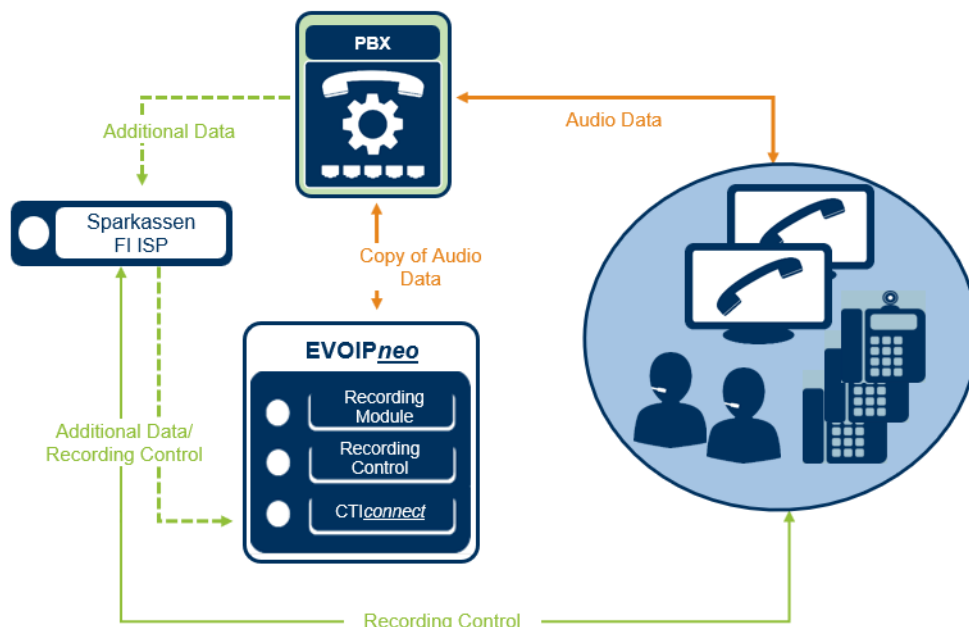 PBX
Audio Data
Additional Data
Sparkassen
FI ISP
Copy of Audio
Data
EVOIPneo
Recording
Module
Recording
Control
CTIconnect
Additional Data/
Recording Control
Recording Control